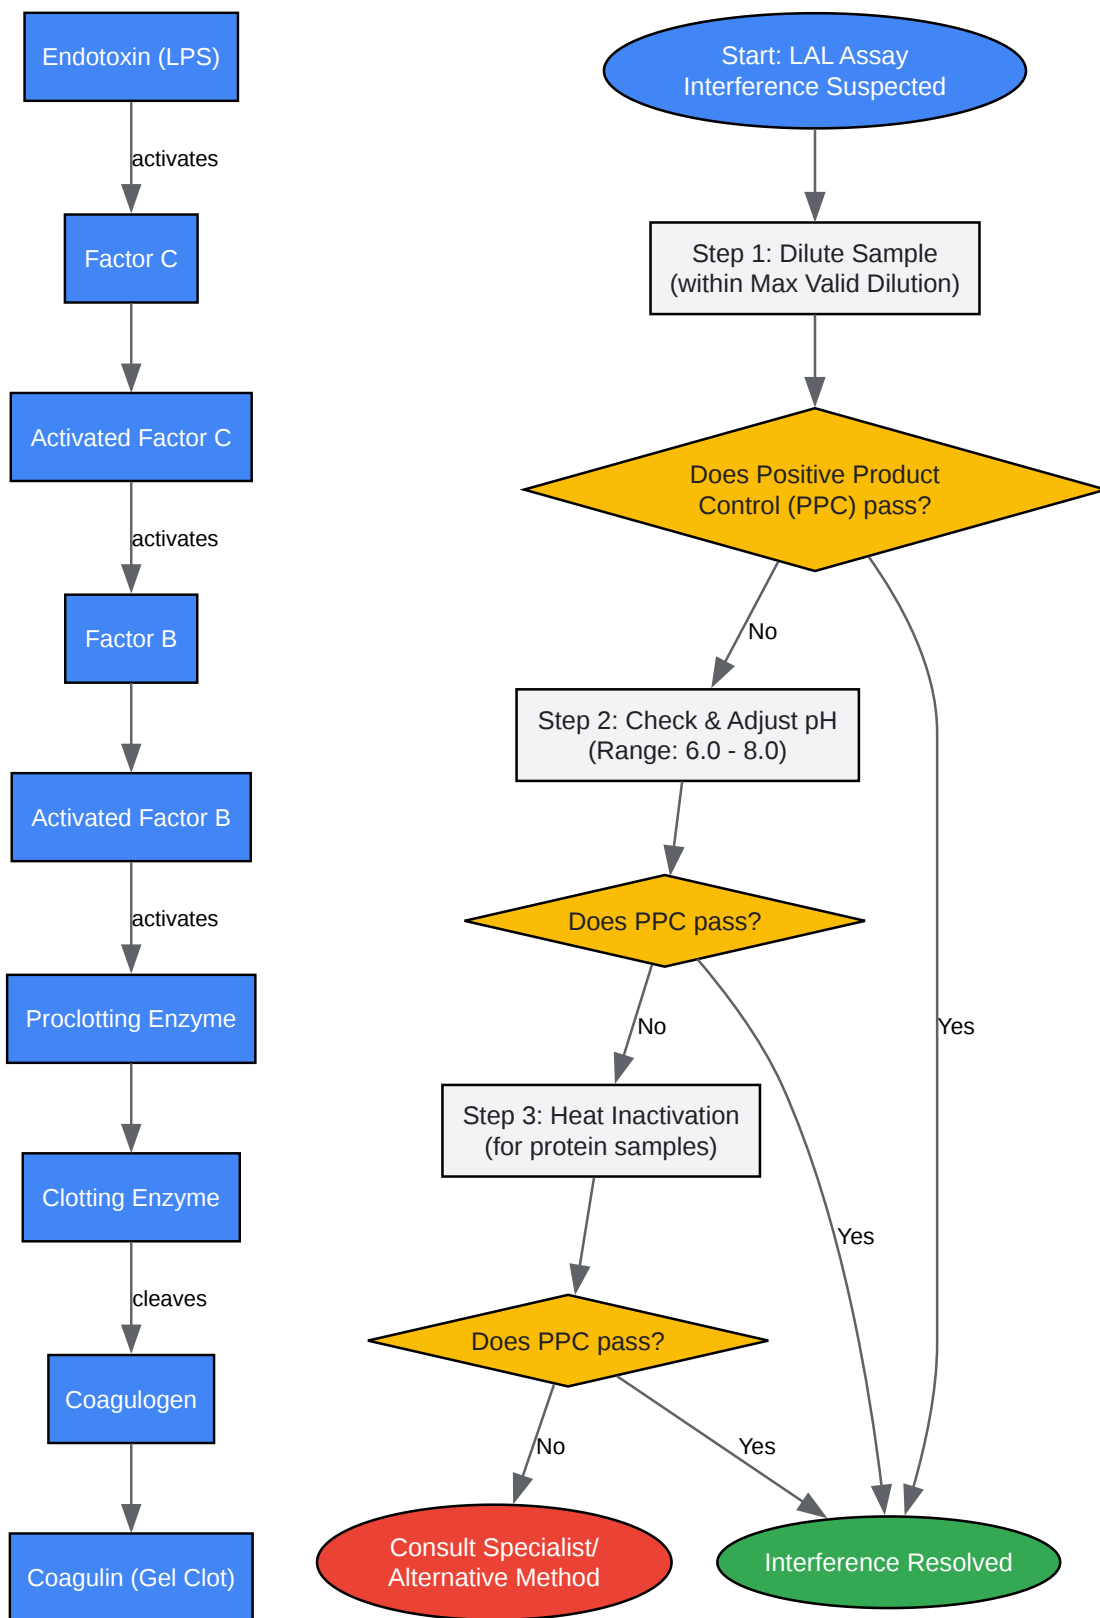 Endotoxin (LPS)
activates
Factor C
Activated Factor C
activates
Factor B
Activated Factor B
activates
Proclotting Enzyme
Clotting Enzyme
cleaves
Coagulogen
Coagulin (Gel Clot)
Start: LAL Assay
Interference Suspected
Step 1: Dilute Sample
(within Max Valid Dilution)
Does Positive Product
Control (PPC) pass?
No
Step 2: Check & Adjust pH
(Range: 6.0 - 8.0)
Does PPC pass?
No
Yes
Step 3: Heat Inactivation
(for protein samples)
Yes
Does PPC pass?
No
Yes
Consult Specialist/
Alternative Method
Interference Resolved